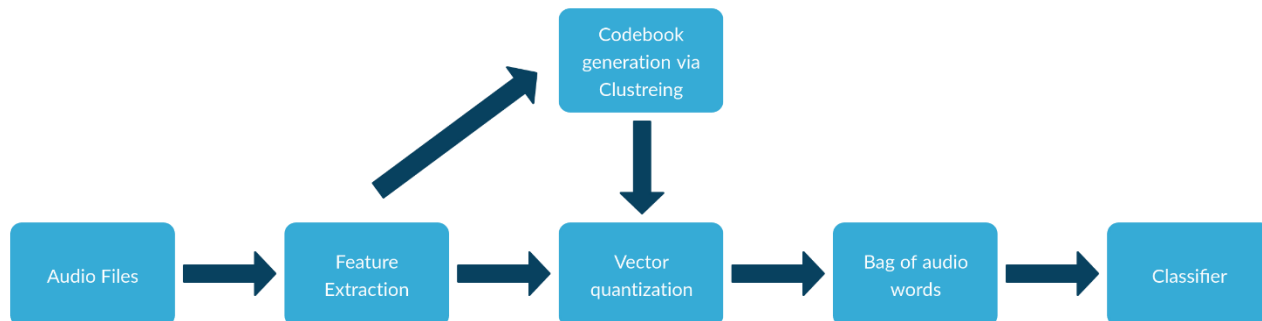 Codebook
generation via
Clustreing
Audio Files
Feature
Extraction
Vector
quantization
Bag of audio
words
Classifier